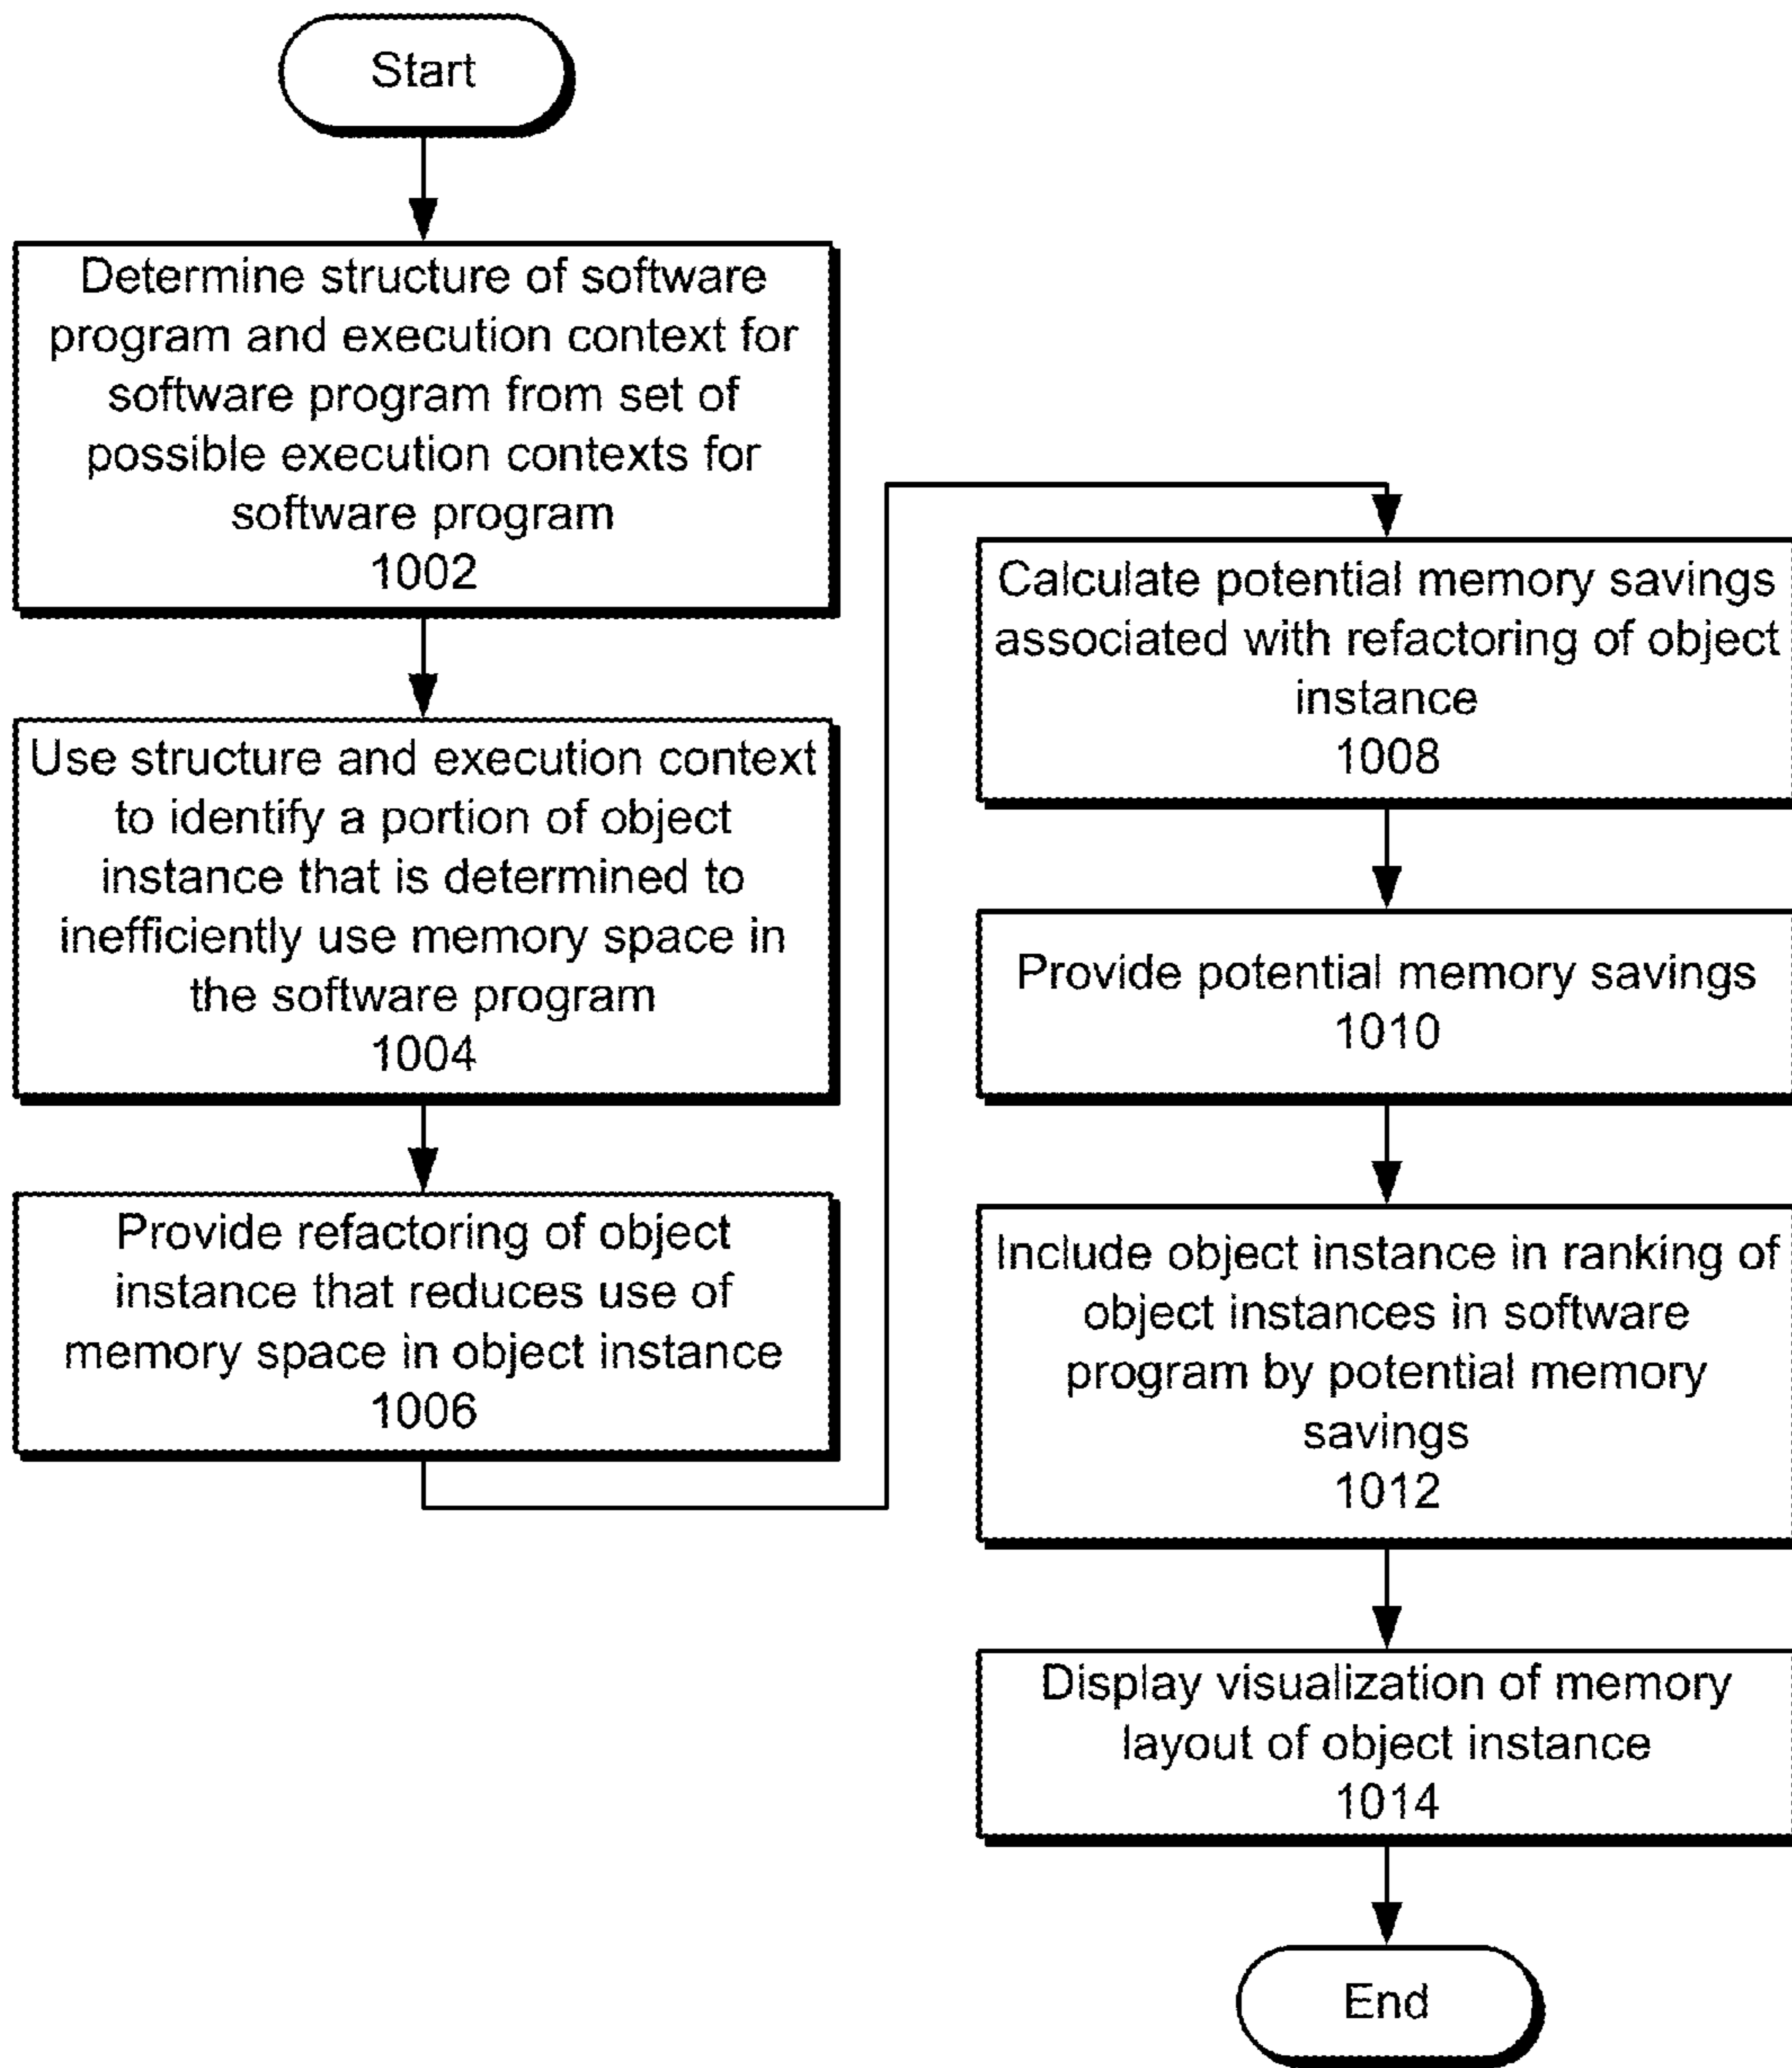 Start
Determine structure of software
program and execution context for
software program from set of
possible execution contexts for
software program
1002
Use structure and execution context
to identify a portion of object
instance that is determined to
inefficiently use memory space in
the software program
1004
Provide refactoring of object
instance that reduces use of
memory space in object instance
1006
Calculate potential memory savings
associated with refactoring of object
instance
1008
Provide potential memory savings
1010
Include object instance in ranking of
object instances in software
program by potential memory
savings
1012
Display visualization of memory
layout of object instance
1014
End